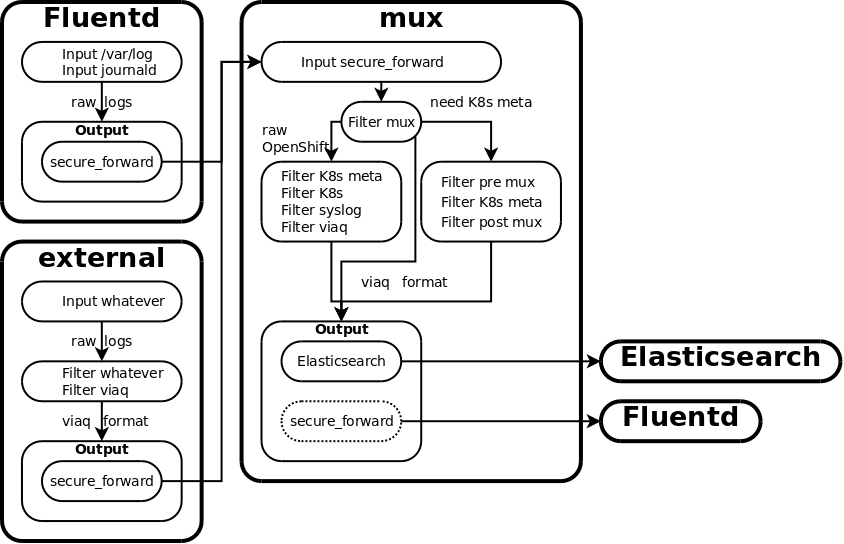 Fluentd
Input /var/log
Input journald
raw logs
Output
secure_forward
external
Input whatever
raw logs
Filter whatever
Filter viaq
viaq format
Output
secure_forward
mux
Input secure_forward
Filter mux
need K8s meta
raw
OpenShift
Filter K8s meta
Filter K8s
Filter syslog
Filter viaq
Filter pre mux
Filter K8s meta
Filter post mux
viaq format
Output
Elasticsearch
secure_forward
Elasticsearch
Fluentd